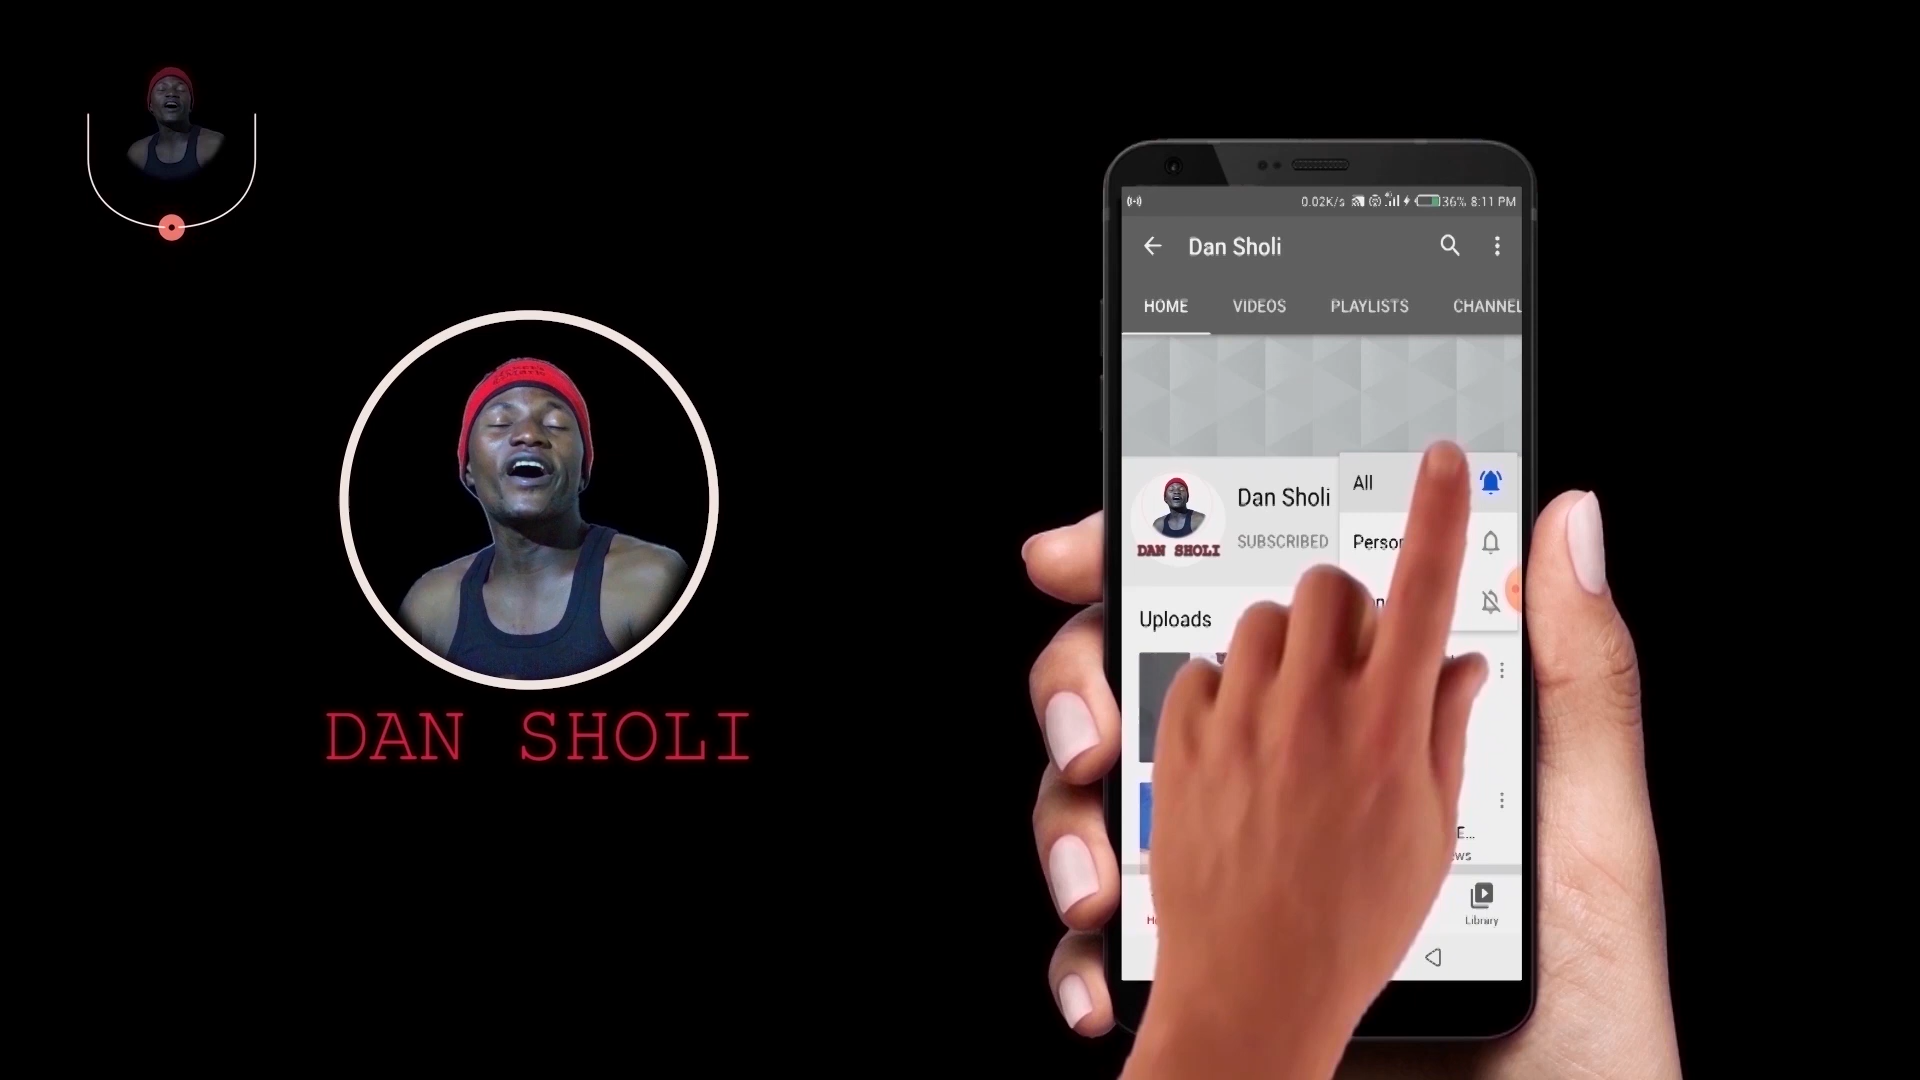 DAN SHOLI
0.02K/s 36% 8:11 PM
Dan Sholi
HOME VIDEOS PLAYLISTS CHANNEL
Dan Sholi
SUBSCRIBED
DAN SHOLI
All
Uploads
E...
Library